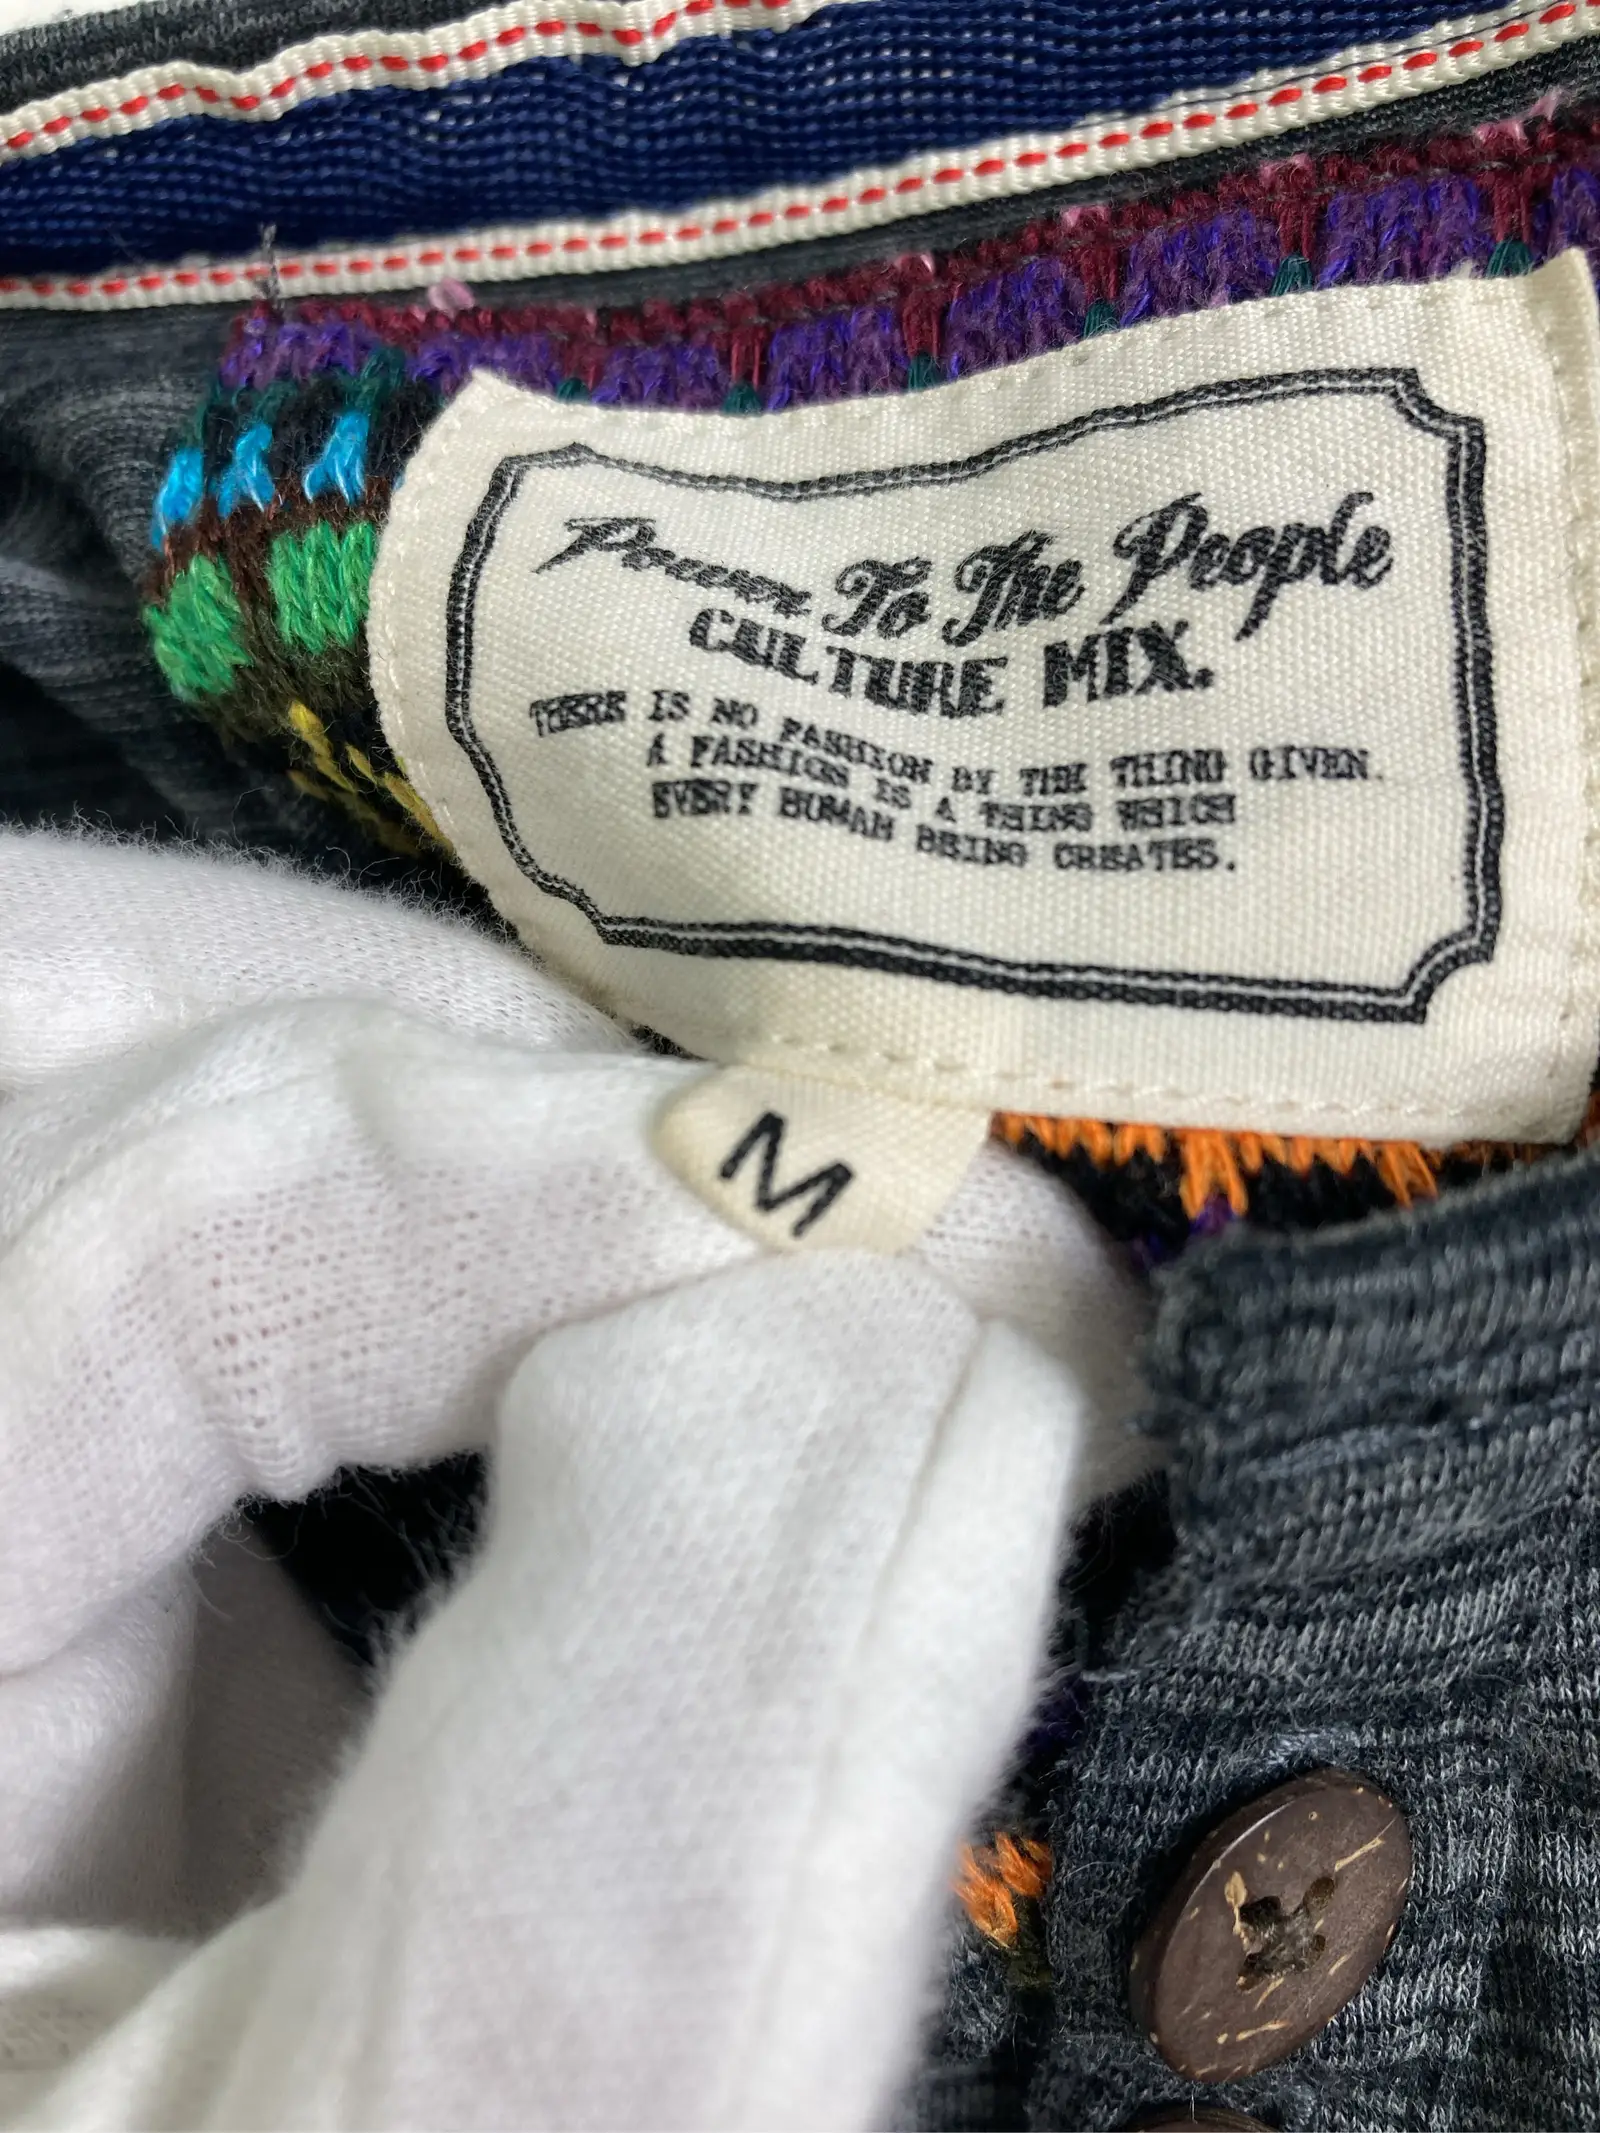 Power To The People
CULTURE MIX.
THERE IS NO FASHION BY THE THING GIVEN.
A FASHION IS A THING WHICH
EVERY HUMAN BEING CREATES.
M